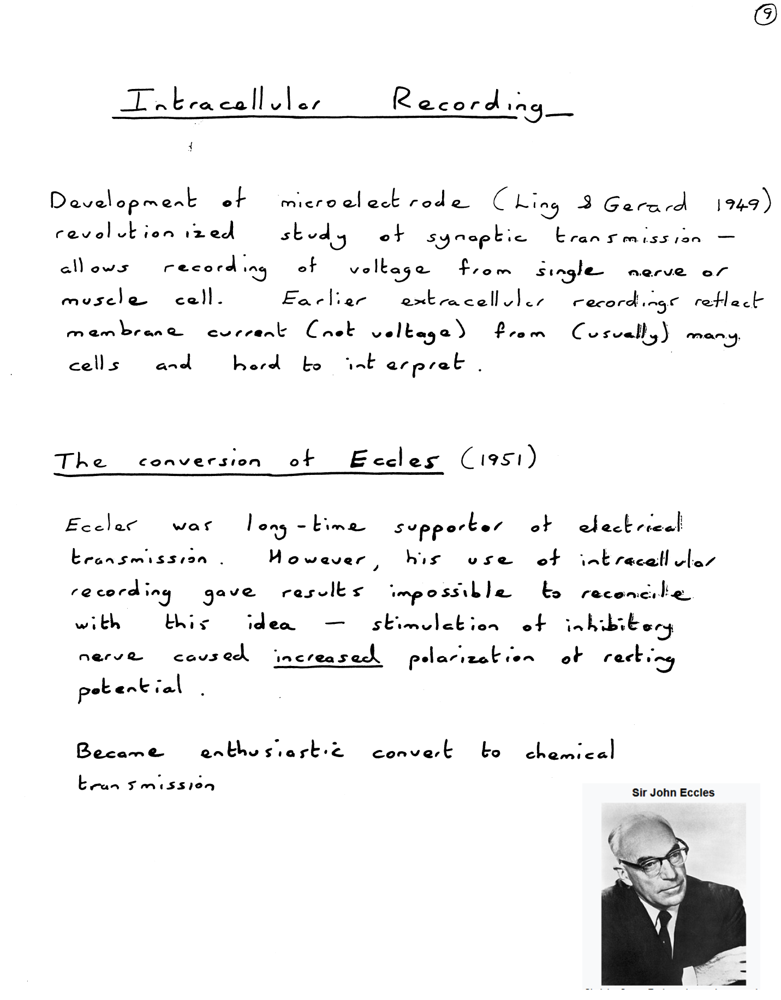 9
Intracellular Recording
Development of microelectrode (Ling & Gerard 1949)
revolutionized study of synaptic transmission —
allows recording of voltage from single nerve or
muscle cell. Earlier extracellular recordings reflect
membrane current (not voltage) from (usually) many
cells and hard to interpret.
The conversion of Eccles (1951)
Eccles was long-time supporter of electrical
transmission. However, his use of intracellular
recording gave results impossible to reconcile
with this idea — stimulation of inhibitory
nerve caused increased polarization of resting
potential.
Became enthusiastic convert to chemical
transmission
Sir John Eccles